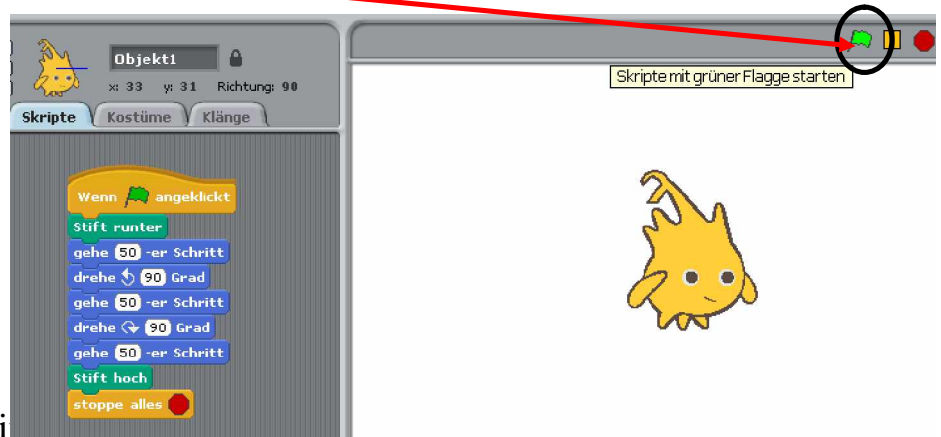 Objekt1
x: 33 y: 31 Richtung: 90
Skripte Kostüme Klänge
Skripte mit grüner Flagge starten
Wenn angeklickt
Stift runter
gehe 50 -er Schritt
drehe 90 Grad
gehe 50 -er Schritt
drehe 90 Grad
gehe 50 -er Schritt
Stift hoch
stoppe alles
i